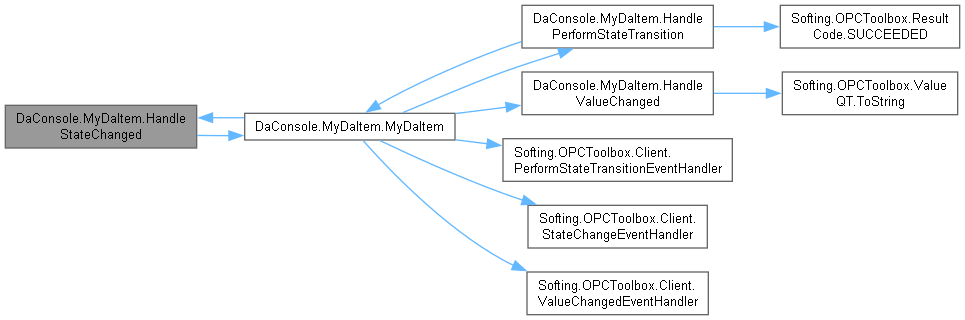 DaConsole.MyDaItem.Handle
StateChanged
DaConsole.MyDaItem.MyDaItem
DaConsole.MyDaItem.Handle
PerformStateTransition
Softing.OPCToolbox.Result
Code.SUCCEEDED
DaConsole.MyDaItem.Handle
ValueChanged
Softing.OPCToolbox.Value
QT.ToString
Softing.OPCToolbox.Client.
PerformStateTransitionEventHandler
Softing.OPCToolbox.Client.
StateChangeEventHandler
Softing.OPCToolbox.Client.
ValueChangedEventHandler